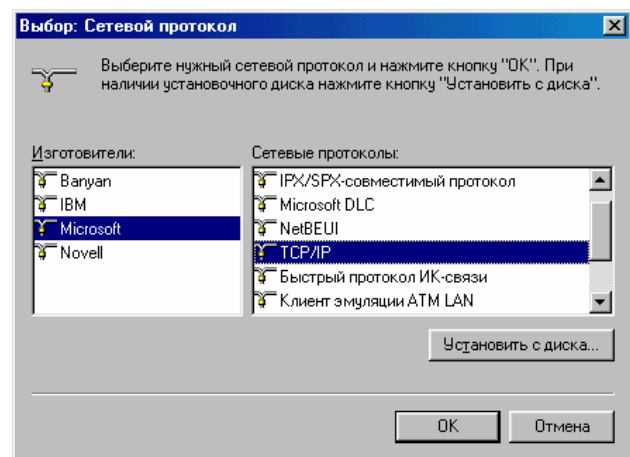 Выбор: Сетевой протокол
Выберите нужный сетевой протокол и нажмите кнопку "ОК". При
наличии установочного диска нажмите кнопку "Установить с диска".
Изготовители:
Banyan
IBM
Microsoft
Novell
Сетевые протоколы:
IPX/SPX-совместимый протокол
Microsoft DLC
NetBEUI
TCP/IP
Быстрый протокол ИК-связи
Клиент эмуляции ATM LAN
Установить с диска...
ОК
Отмена